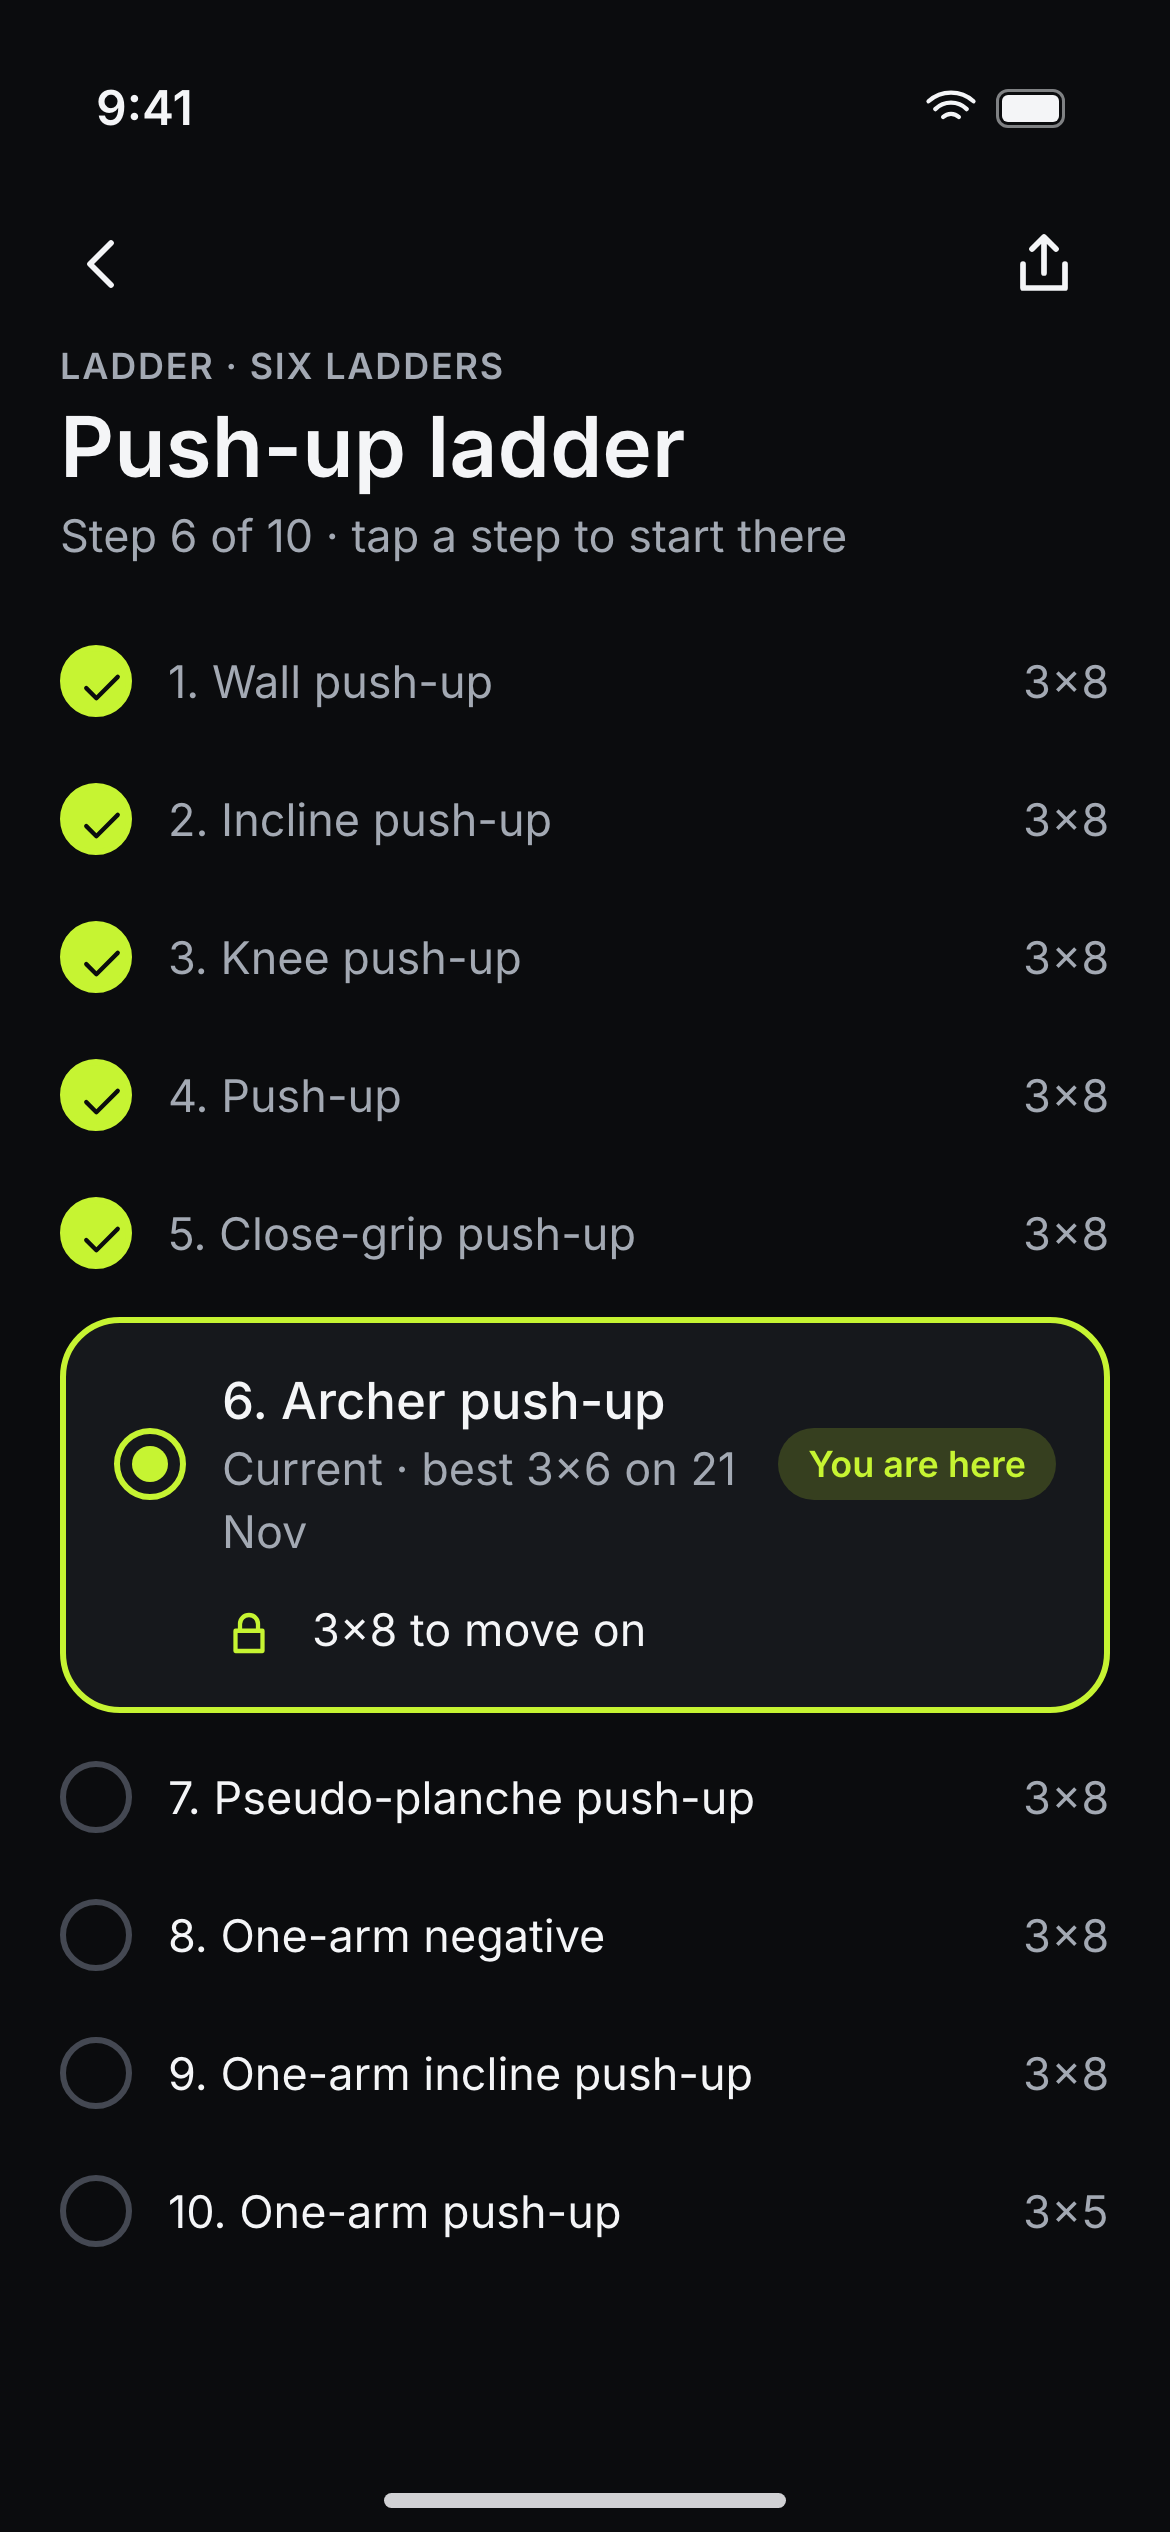 9:41
LADDER · SIX LADDERS
Push-up ladder
Step 6 of 10 · tap a step to start there
1. Wall push-up 3×8
2. Incline push-up 3×8
3. Knee push-up 3×8
4. Push-up 3×8
5. Close-grip push-up 3×8
6. Archer push-up
Current · best 3×6 on 21
Nov
You are here
3×8 to move on
7. Pseudo-planche push-up 3×8
8. One-arm negative 3×8
9. One-arm incline push-up 3×8
10. One-arm push-up 3×5